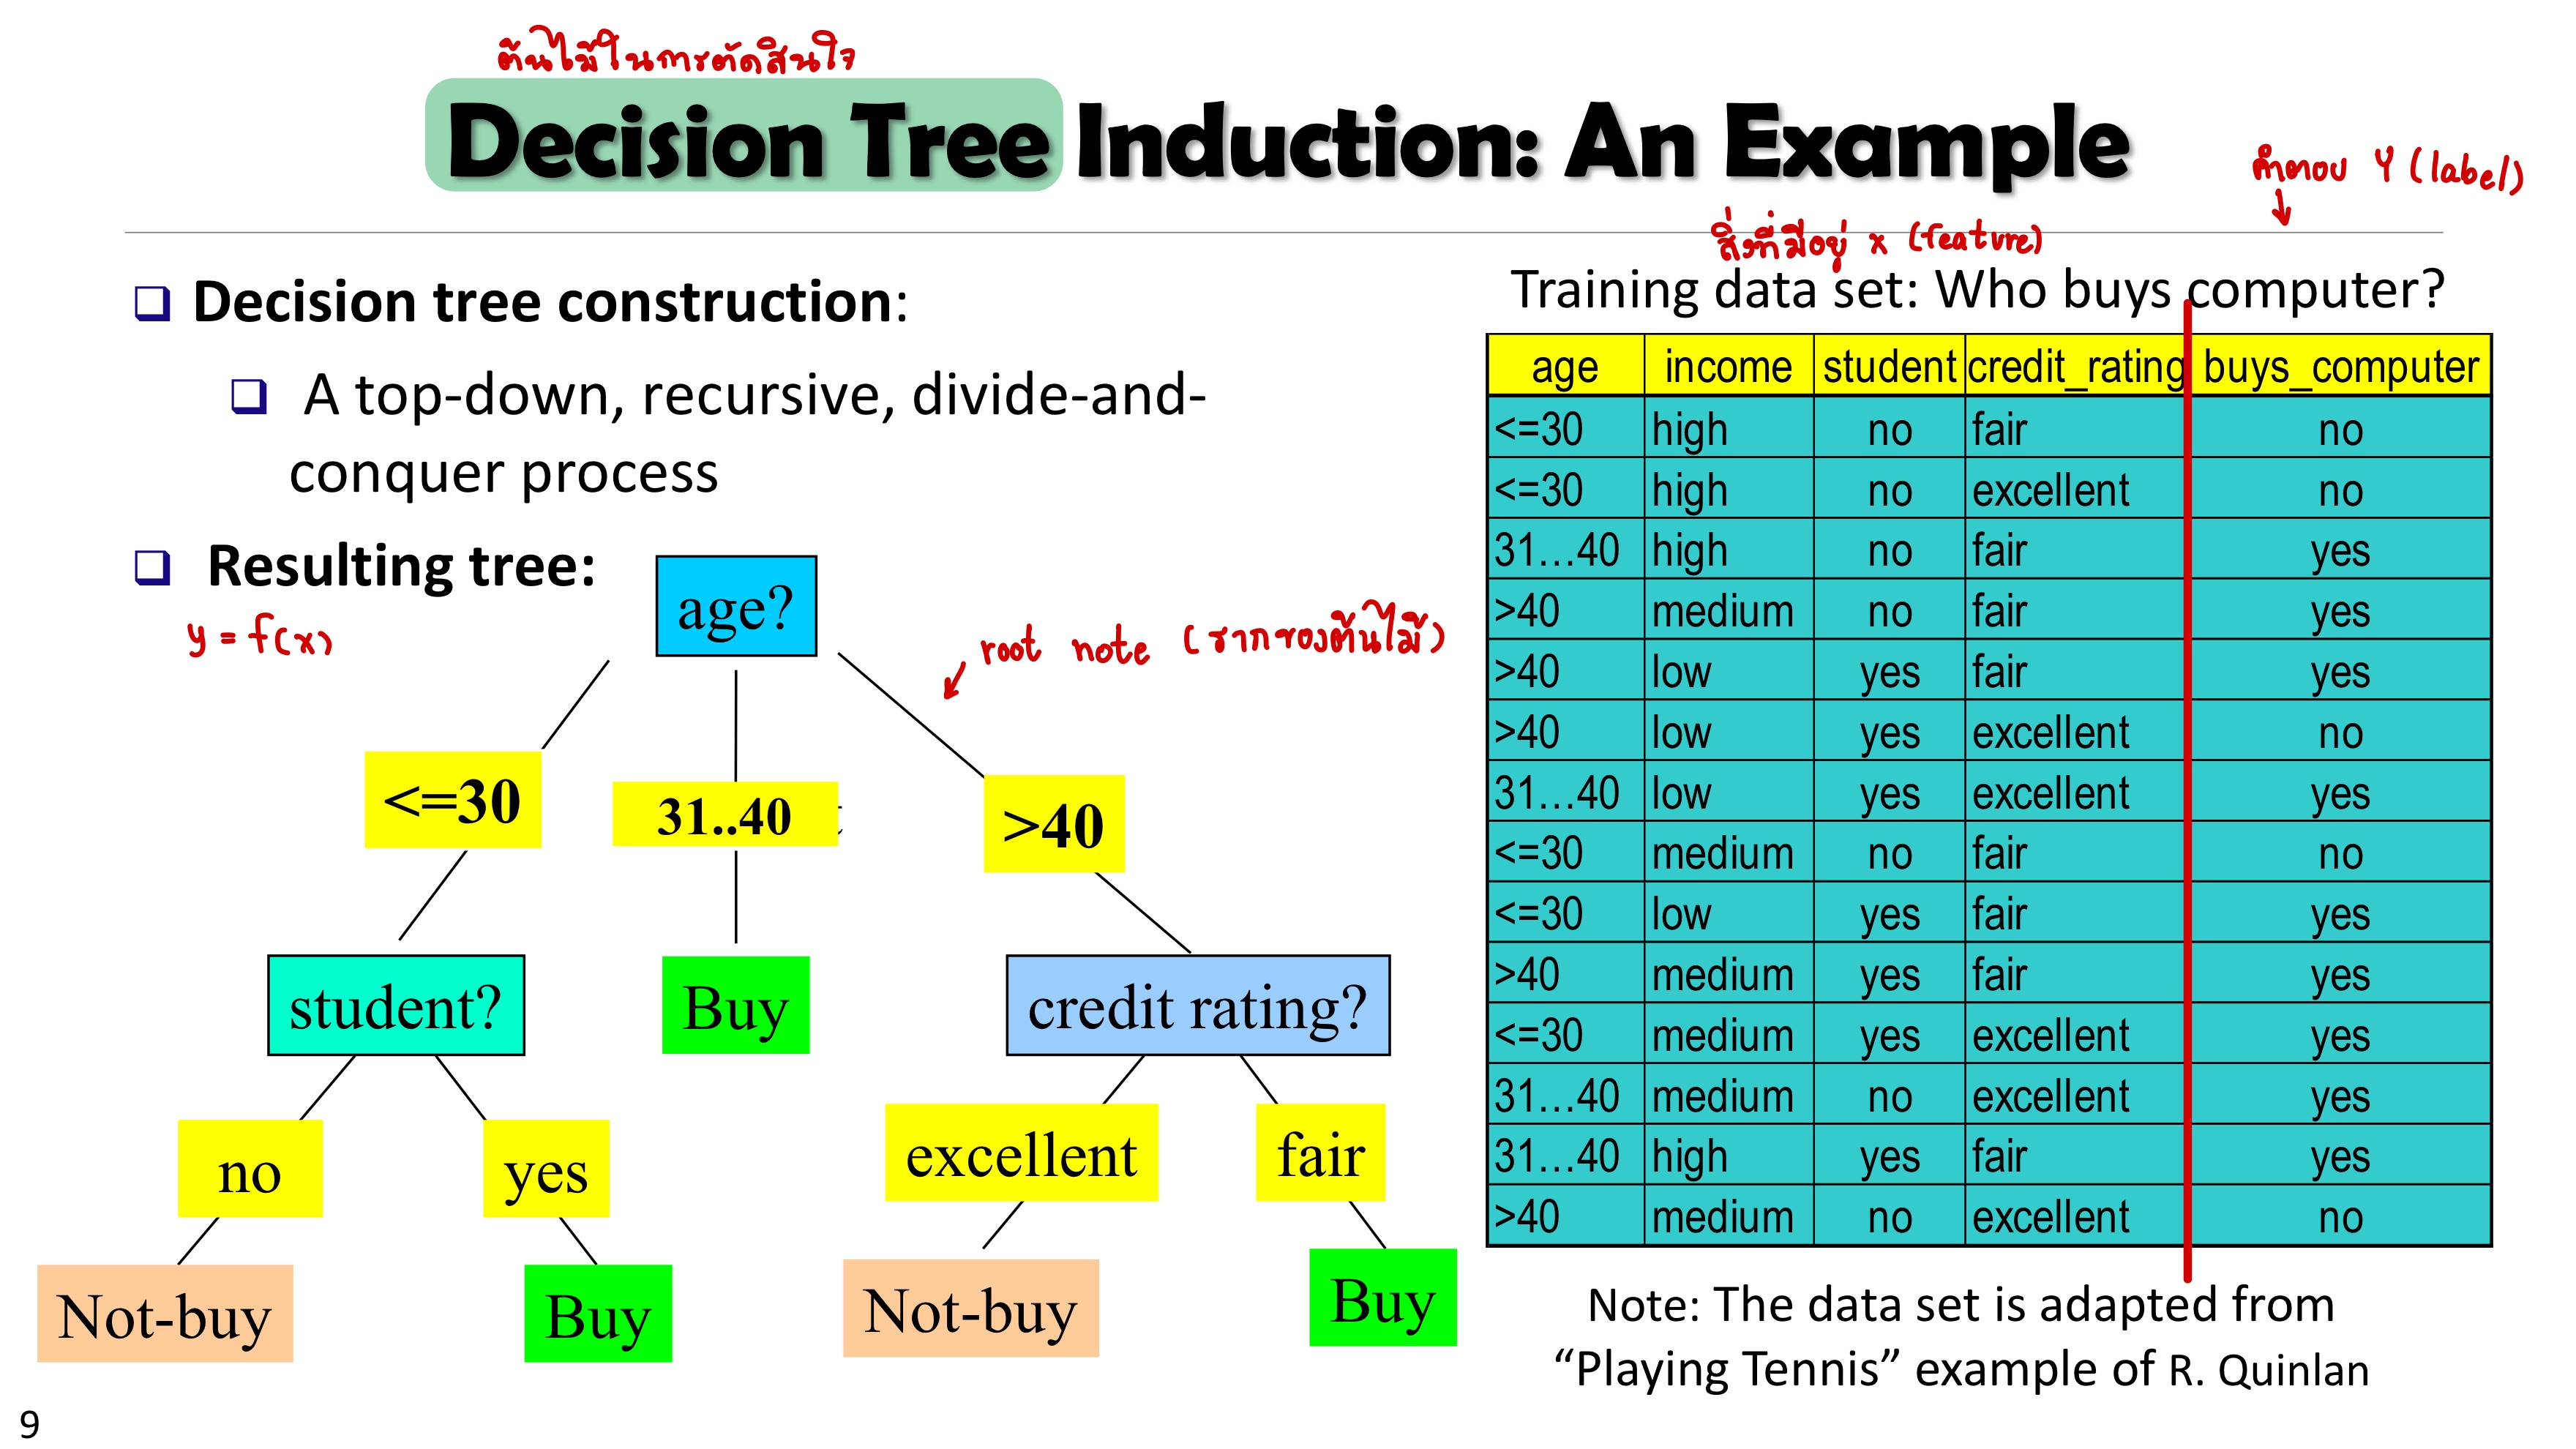 ต้นไม้ในการตัดสินใจ
Decision Tree Induction: An Example
คำตอบ Y (label)
สิ่งที่มีอยู่ x (feature)
❑ Decision tree construction:
❑ A top-down, recursive, divide-and-
conquer process
❑ Resulting tree:
y = f(x)
age?
root note (รากของต้นไม้)
<=30
31..40
>40
student?
Buy
credit rating?
no
yes
excellent
fair
Not-buy
Buy
Not-buy
Buy
Training data set: Who buys computer?
age income student credit_rating buys_computer
<=30 high no fair no
<=30 high no excellent no
31…40 high no fair yes
>40 medium no fair yes
>40 low yes fair yes
>40 low yes excellent no
31…40 low yes excellent yes
<=30 medium no fair no
<=30 low yes fair yes
>40 medium yes fair yes
<=30 medium yes excellent yes
31…40 medium no excellent yes
31…40 high yes fair yes
>40 medium no excellent no
Note: The data set is adapted from
“Playing Tennis” example of R. Quinlan
9